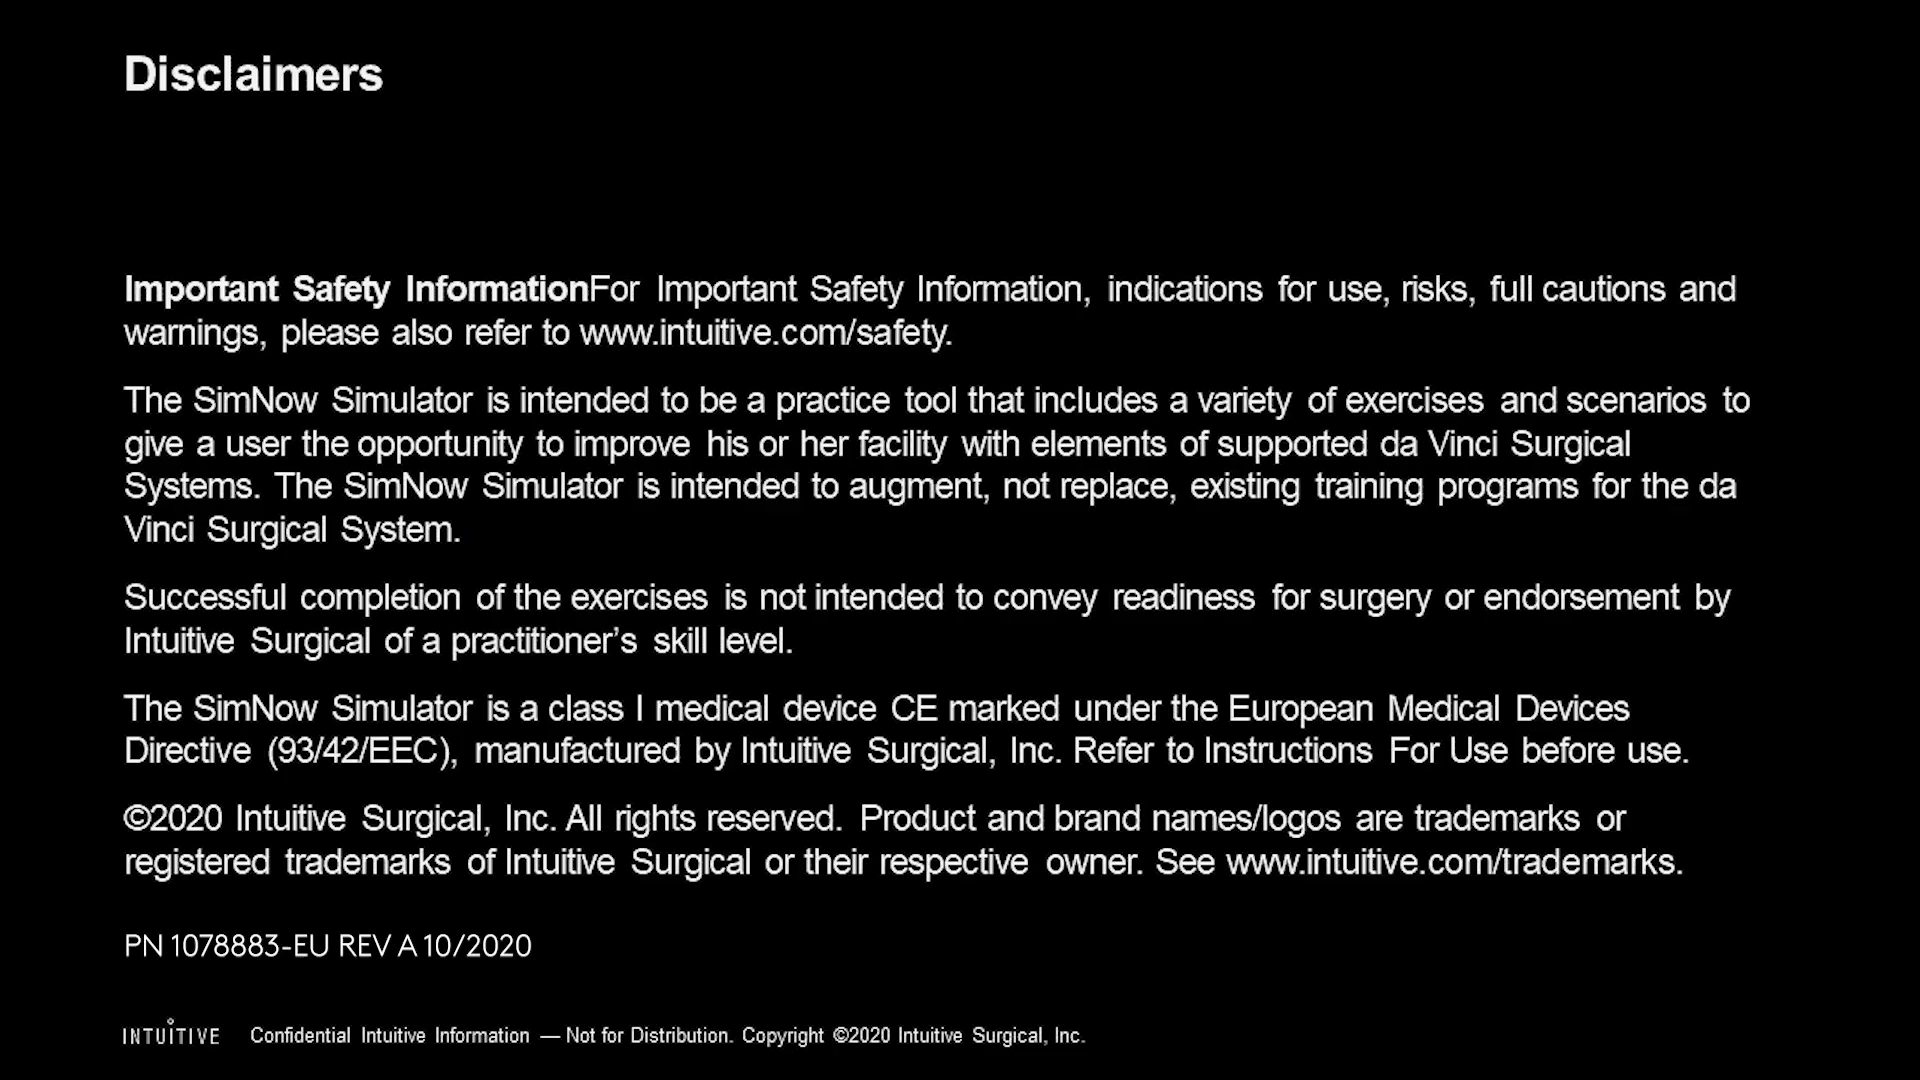 Disclaimers
Important Safety InformationFor Important Safety Information, indications for use, risks, full cautions and
warnings, please also refer to www.intuitive.com/safety.
The SimNow Simulator is intended to be a practice tool that includes a variety of exercises and scenarios to
give a user the opportunity to improve his or her facility with elements of supported da Vinci Surgical
Systems. The SimNow Simulator is intended to augment, not replace, existing training programs for the da
Vinci Surgical System.
Successful completion of the exercises is not intended to convey readiness for surgery or endorsement by
Intuitive Surgical of a practitioner’s skill level.
The SimNow Simulator is a class I medical device CE marked under the European Medical Devices
Directive (93/42/EEC), manufactured by Intuitive Surgical, Inc. Refer to Instructions For Use before use.
©2020 Intuitive Surgical, Inc. All rights reserved. Product and brand names/logos are trademarks or
registered trademarks of Intuitive Surgical or their respective owner. See www.intuitive.com/trademarks.
PN 1078883-EU REV A 10/2020
INTUITIVE Confidential Intuitive Information — Not for Distribution. Copyright ©2020 Intuitive Surgical, Inc.